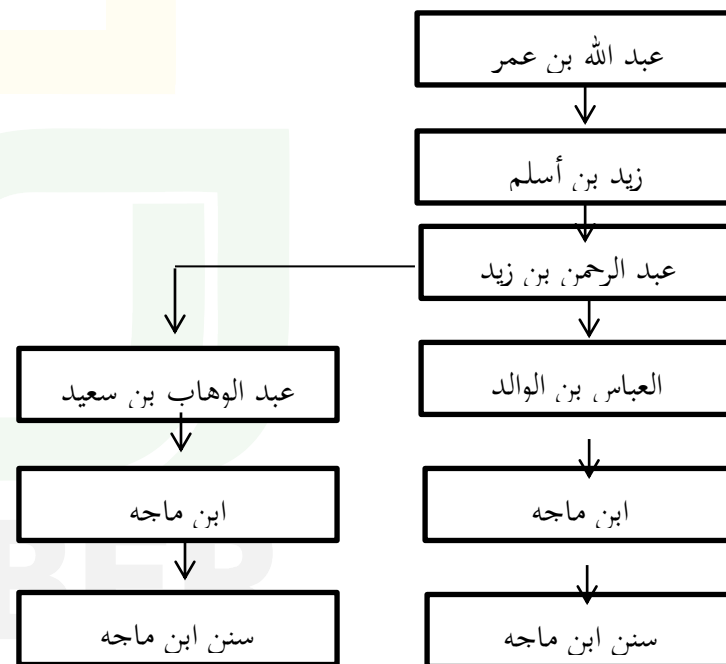 عبد الله بن عمر
زيد بن أسلم
عبد الرحمن بن زيد
العباس بن الوالد
عبد الوهاب بن سعيد
ابن ماجه
ابن ماجه
سنن ابن ماجه
سنن ابن ماجه